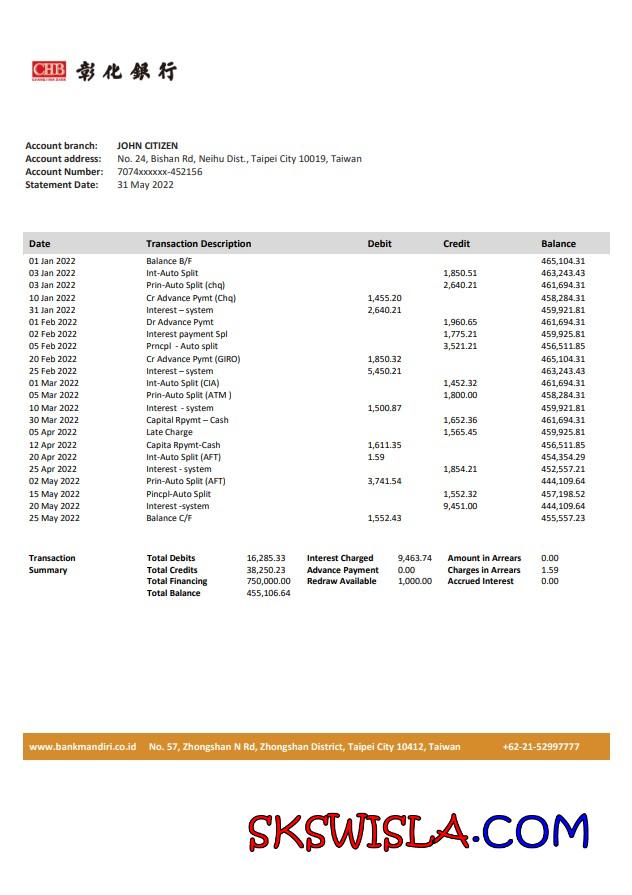 CHB 彰化銀行
CHANG HWA BANK
Account branch: JOHN CITIZEN
Account address: No. 24, Bishan Rd, Neihu Dist., Taipei City 10019, Taiwan
Account Number: 7074xxxxxx-452156
Statement Date: 31 May 2022
Date Transaction Description Debit Credit Balance
01 Jan 2022 Balance B/F 465,104.31
03 Jan 2022 Int-Auto Split 1,850.51 463,243.43
03 Jan 2022 Prin-Auto Split (chq) 2,640.21 461,694.31
10 Jan 2022 Cr Advance Pymt (Chq) 1,455.20 458,284.31
31 Jan 2022 Interest – system 2,640.21 459,921.81
01 Feb 2022 Dr Advance Pymt 1,960.65 461,694.31
02 Feb 2022 Interest payment Spl 1,775.21 459,925.81
05 Feb 2022 Prncpl - Auto split 3,521.21 456,511.85
20 Feb 2022 Cr Advance Pymt (GIRO) 1,850.32 465,104.31
25 Feb 2022 Interest – system 5,450.21 463,243.43
01 Mar 2022 Int-Auto Split (CIA) 1,452.32 461,694.31
05 Mar 2022 Prin-Auto Split (ATM ) 1,800.00 458,284.31
10 Mar 2022 Interest - system 1,500.87 459,921.81
30 Mar 2022 Capital Rpymt – Cash 1,652.36 461,694.31
05 Apr 2022 Late Charge 1,565.45 459,925.81
12 Apr 2022 Capita Rpymt-Cash 1,611.35 456,511.85
20 Apr 2022 Int-Auto Split (AFT) 1.59 454,354.29
25 Apr 2022 Interest - system 1,854.21 452,557.21
02 May 2022 Prin-Auto Split (AFT) 3,741.54 444,109.64
15 May 2022 Pincpl-Auto Split 1,552.32 457,198.52
20 May 2022 Interest -system 9,451.00 444,109.64
25 May 2022 Balance C/F 1,552.43 455,557.23
Transaction Total Debits 16,285.33 Interest Charged 9,463.74 Amount in Arrears 0.00
Summary Total Credits 38,250.23 Advance Payment 0.00 Charges in Arrears 1.59
Total Financing 750,000.00 Redraw Available 1,000.00 Accrued Interest 0.00
Total Balance 455,106.64
www.bankmandiri.co.id No. 57, Zhongshan N Rd, Zhongshan District, Taipei City 10412, Taiwan +62-21-52997777
SKSWISLA.COM